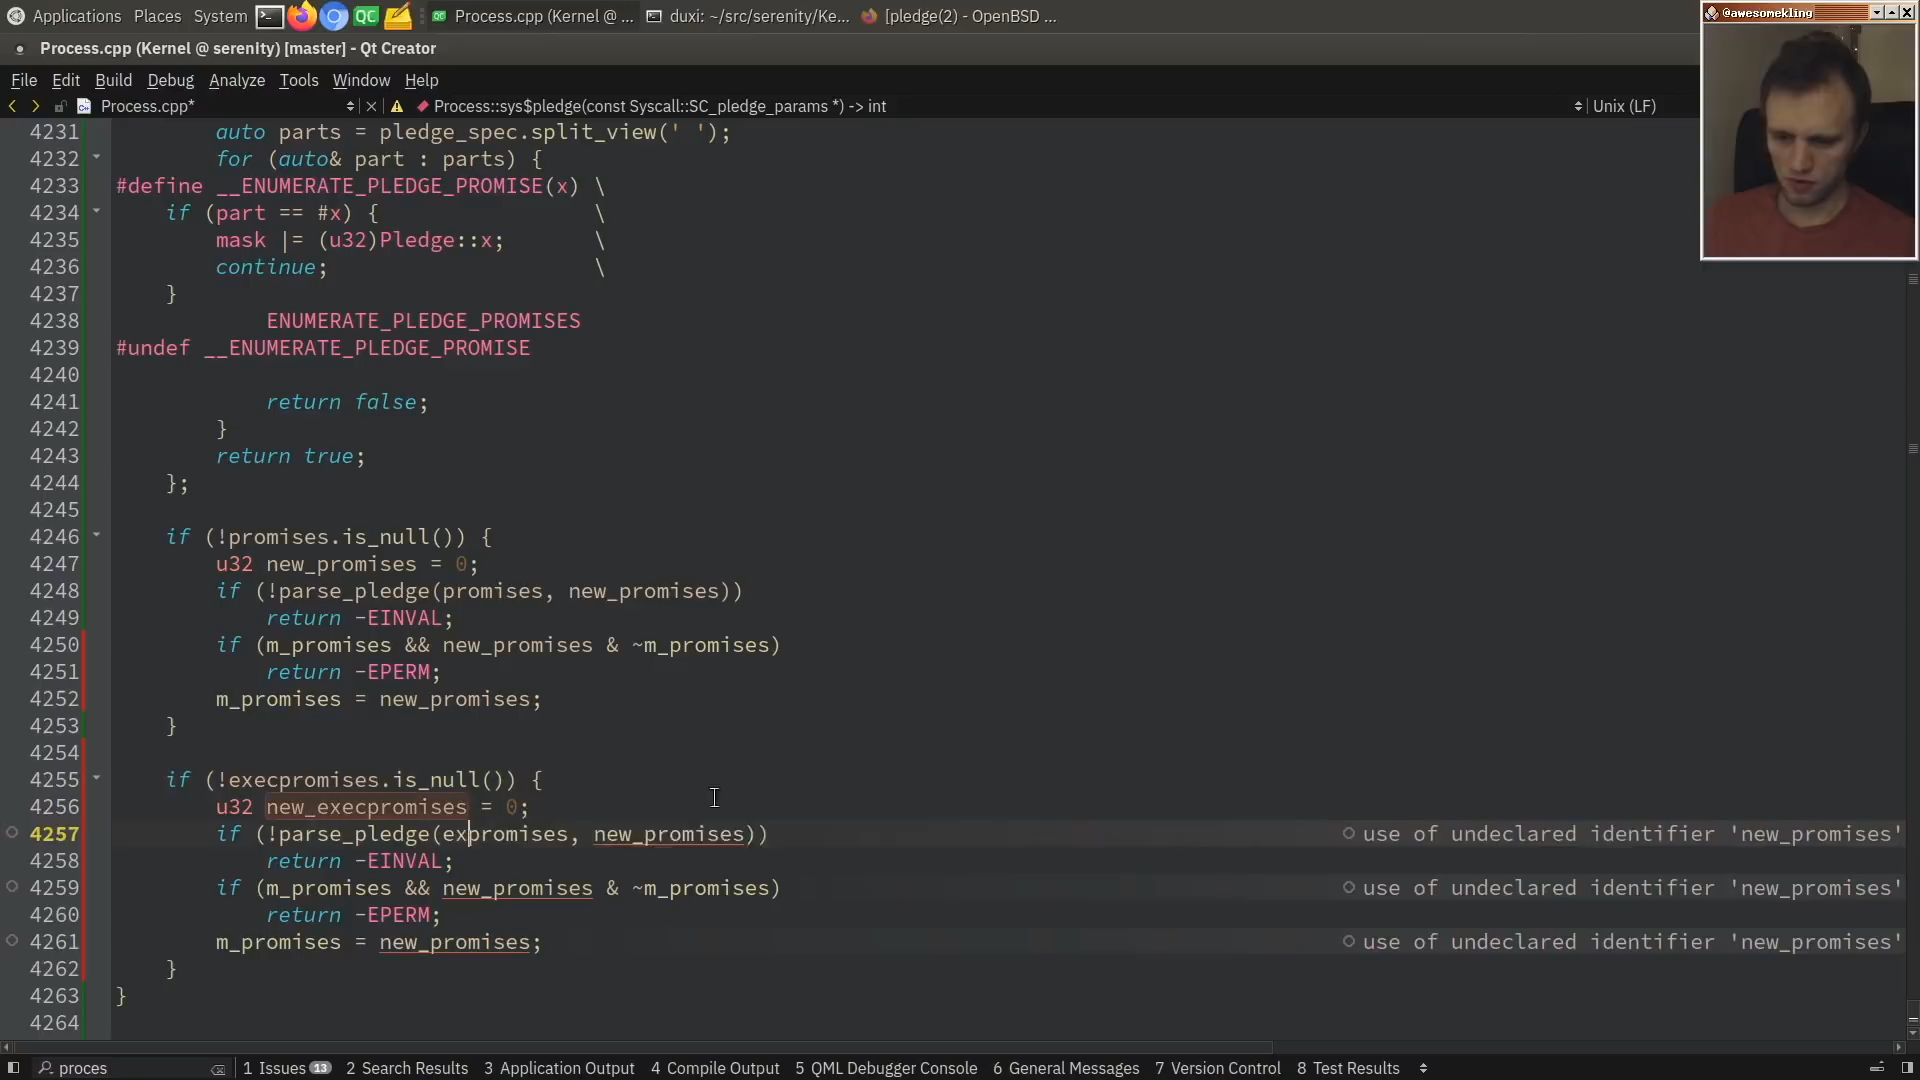 Applications Places System QC Process.cpp (Kernel @ ... duxi: ~/src/serenity/Ke... [pledge(2) - OpenBSD ...
@awesomekling
Process.cpp (Kernel @ serenity) [master] - Qt Creator
File Edit Build Debug Analyze Tools Window Help
Process.cpp* Process::sys$pledge(const Syscall::SC_pledge_params *) -> int Unix (LF)
4231 auto parts = pledge_spec.split_view(' ');
4232 for (auto& part : parts) {
4233 #define __ENUMERATE_PLEDGE_PROMISE(x) \
4234 if (part == #x) { \
4235 mask |= (u32)Pledge::x; \
4236 continue; \
4237 }
4238 ENUMERATE_PLEDGE_PROMISES
4239 #undef __ENUMERATE_PLEDGE_PROMISE
4240
4241 return false;
4242 }
4243 return true;
4244 };
4245
4246 if (!promises.is_null()) {
4247 u32 new_promises = 0;
4248 if (!parse_pledge(promises, new_promises))
4249 return -EINVAL;
4250 if (m_promises && new_promises & ~m_promises)
4251 return -EPERM;
4252 m_promises = new_promises;
4253 }
4254
4255 if (!execpromises.is_null()) {
4256 u32 new_execpromises = 0;
4257 if (!parse_pledge(expromises, new_promises)) use of undeclared identifier 'new_promises'
4258 return -EINVAL;
4259 if (m_promises && new_promises & ~m_promises) use of undeclared identifier 'new_promises'
4260 return -EPERM;
4261 m_promises = new_promises; use of undeclared identifier 'new_promises'
4262 }
4263 }
4264
proces 1 Issues 13 2 Search Results 3 Application Output 4 Compile Output 5 QML Debugger Console 6 General Messages 7 Version Control 8 Test Results